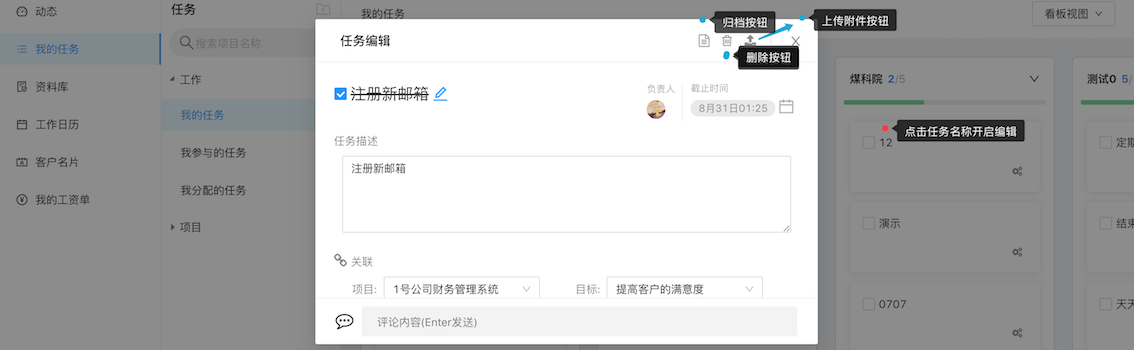 动态
我的任务
资料库
工作日历
客户名片
我的工资单
任务
搜索项目名称
工作
我的任务
我参与的任务
我分配的任务
项目
我的任务
看板视图
任务编辑
归档按钮
上传附件按钮
删除按钮
注册新邮箱
负责人
截止时间
8月31日01:25
任务描述
注册新邮箱
关联
项目: 1号公司财务管理系统
目标: 提高客户的满意度
评论内容(Enter发送)
煤科院 2/5
点击任务名称开启编辑
12
演示
0707
测试0 5/
定期
结束
天天